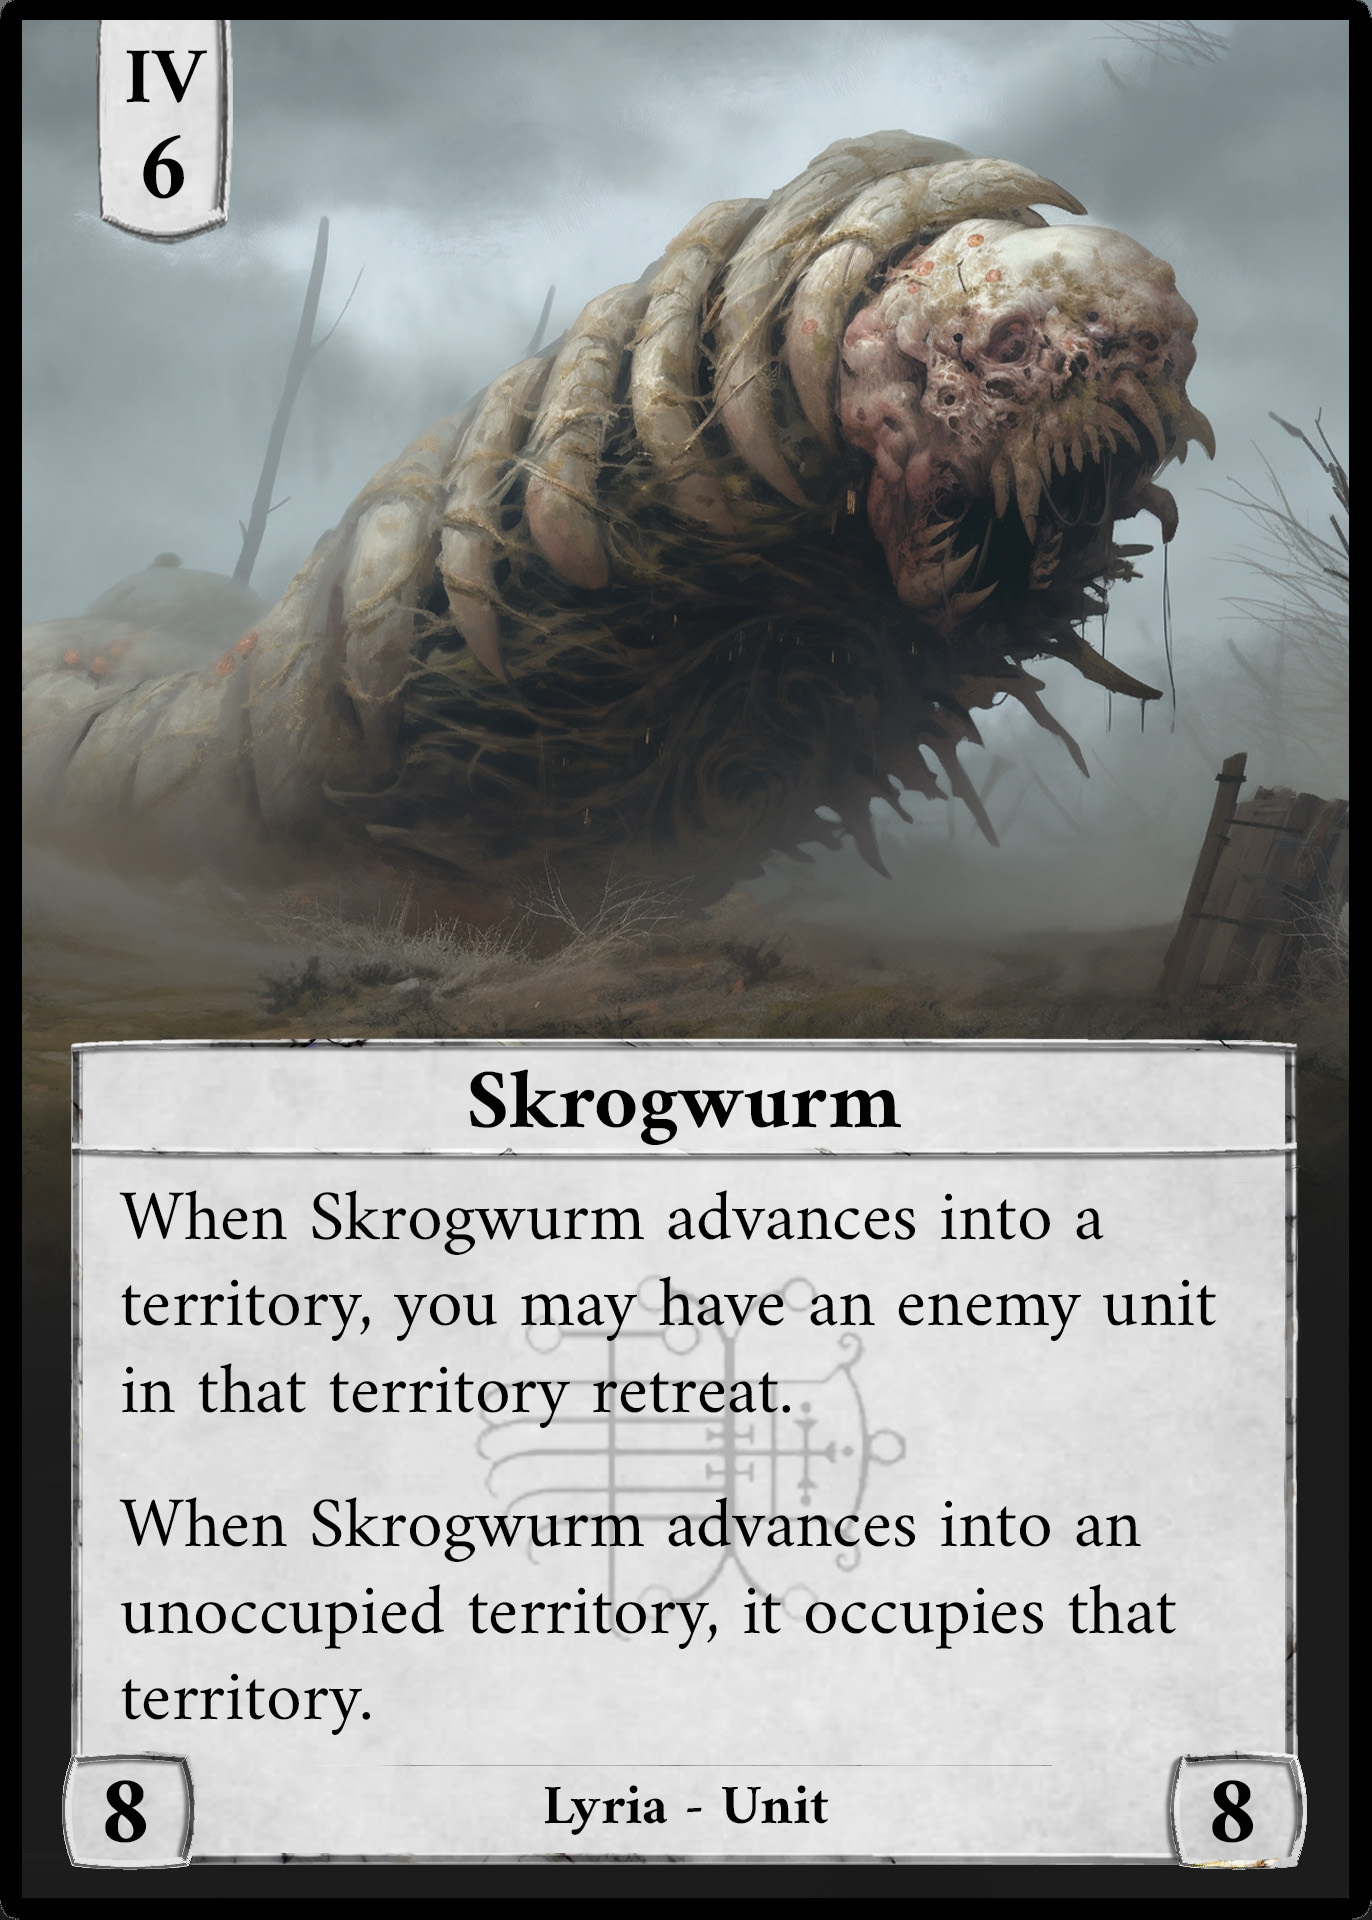 IV
6
Skrogwurm
When Skrogwurm advances into a
territory, you may have an enemy unit
in that territory retreat.
When Skrogwurm advances into an
unoccupied territory, it occupies that
territory.
8
Lyria - Unit
8